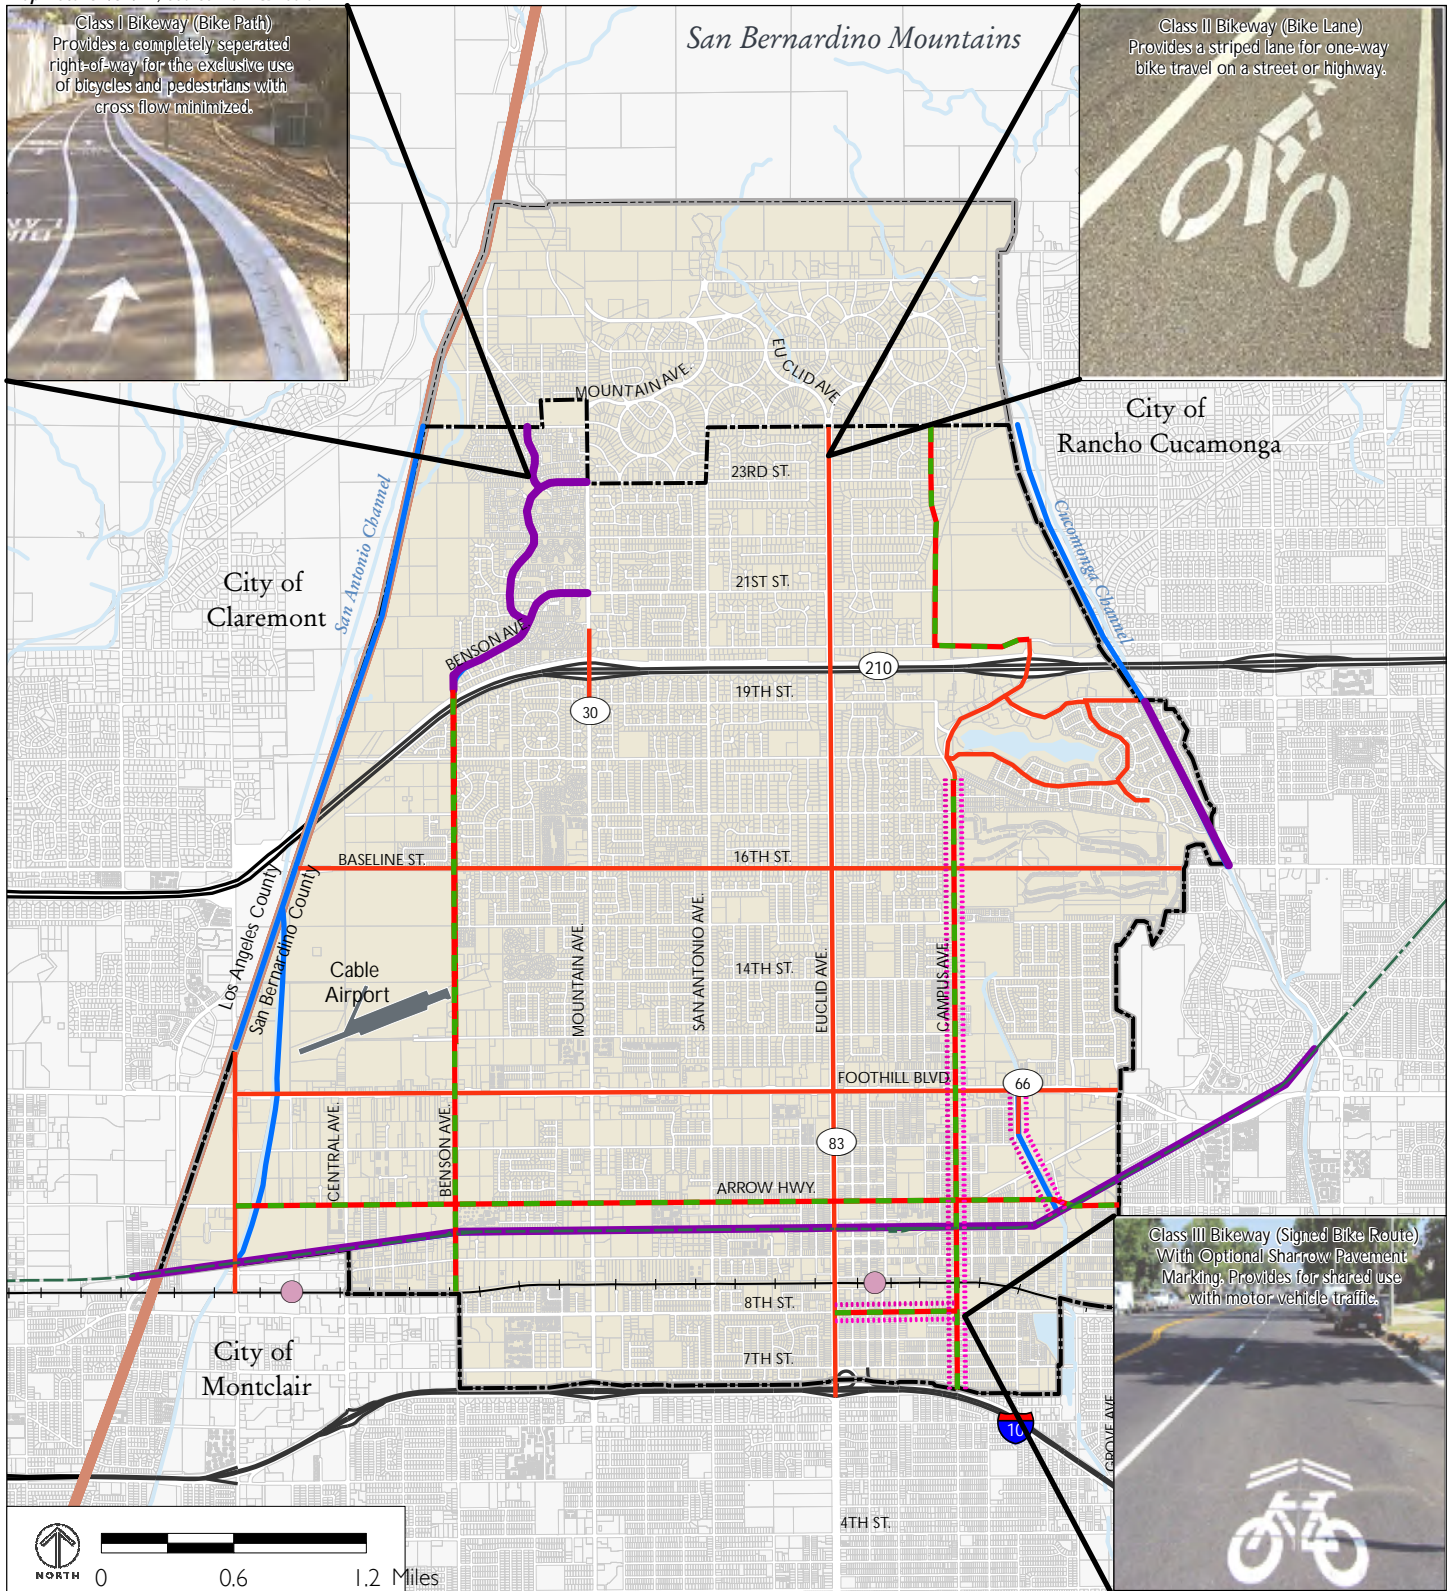 Class I Bikeway (Bike Path)
Provides a completely seperated
right-of-way for the exclusive use
of bicycles and pedestrians with
cross flow minimized.
San Bernardino Mountains
Class II Bikeway (Bike Lane)
Provides a striped lane for one-way
bike travel on a street or highway.
MOUNTAIN AVE.
EUCLID AVE.
City of
Rancho Cucamonga
23RD ST.
San Antonio Channel
Cucomonga Channel
City of
Claremont
21ST ST.
BENSON AVE.
210
19TH ST.
30
BASELINE ST.
16TH ST.
Los Angeles County
San Bernardino County
Cable
Airport
MOUNTAIN AVE.
SAN ANTONIO AVE.
14TH ST.
EUCLID AVE.
CAMPUS AVE.
FOOTHILL BLVD.
66
CENTRAL AVE.
BENSON AVE.
83
ARROW HWY.
Class III Bikeway (Signed Bike Route)
With Optional Sharrow Pavement
Marking. Provides for shared use
with motor vehicle traffic.
8TH ST.
City of
Montclair
7TH ST.
10
GROVE AVE.
4TH ST.
NORTH
0 0.6 1.2 Miles